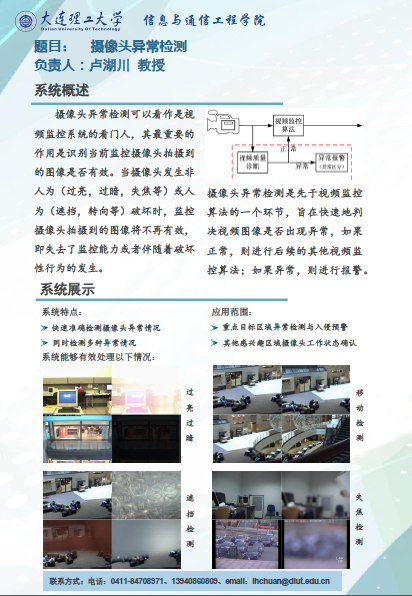 大连理工大学 信息与通信工程学院
Dalian University Of Technology
题目： 摄像头异常检测
负责人：卢湖川 教授
系统概述
摄像头异常检测可以看作是视
频监控系统的看门人，其最重要的
作用是识别当前监控摄像头拍摄到
的图像是否有效。当摄像头发生非
人为（过亮，过暗，失焦等）或人
为（遮挡，转向等）破坏时，监控
摄像头拍摄到的图像将不再有效，
即失去了监控能力或者伴随着破坏
性行为的发生。
视频监控
算法
正常
视频质量
诊断
异常
异常报警
（异常区分）
摄像头异常检测是先于视频监控
算法的一个环节，旨在快速地判
决视频图像是否出现异常，如果
正常，则进行后续的其他视频监
控算法；如果异常，则进行报警。
系统展示
系统特点：
快速准确检测摄像头异常情况
同时检测多种异常情况
系统能够有效处理以下情况：
应用范围：
重点目标区域异常检测与入侵预警
其他感兴趣区域摄像头工作状态确认
过亮过暗
移动检测
遮挡检测
失焦检测
联系方式：电话：0411-84708971、13940860809、email：lhchuan@dlut.edu.cn